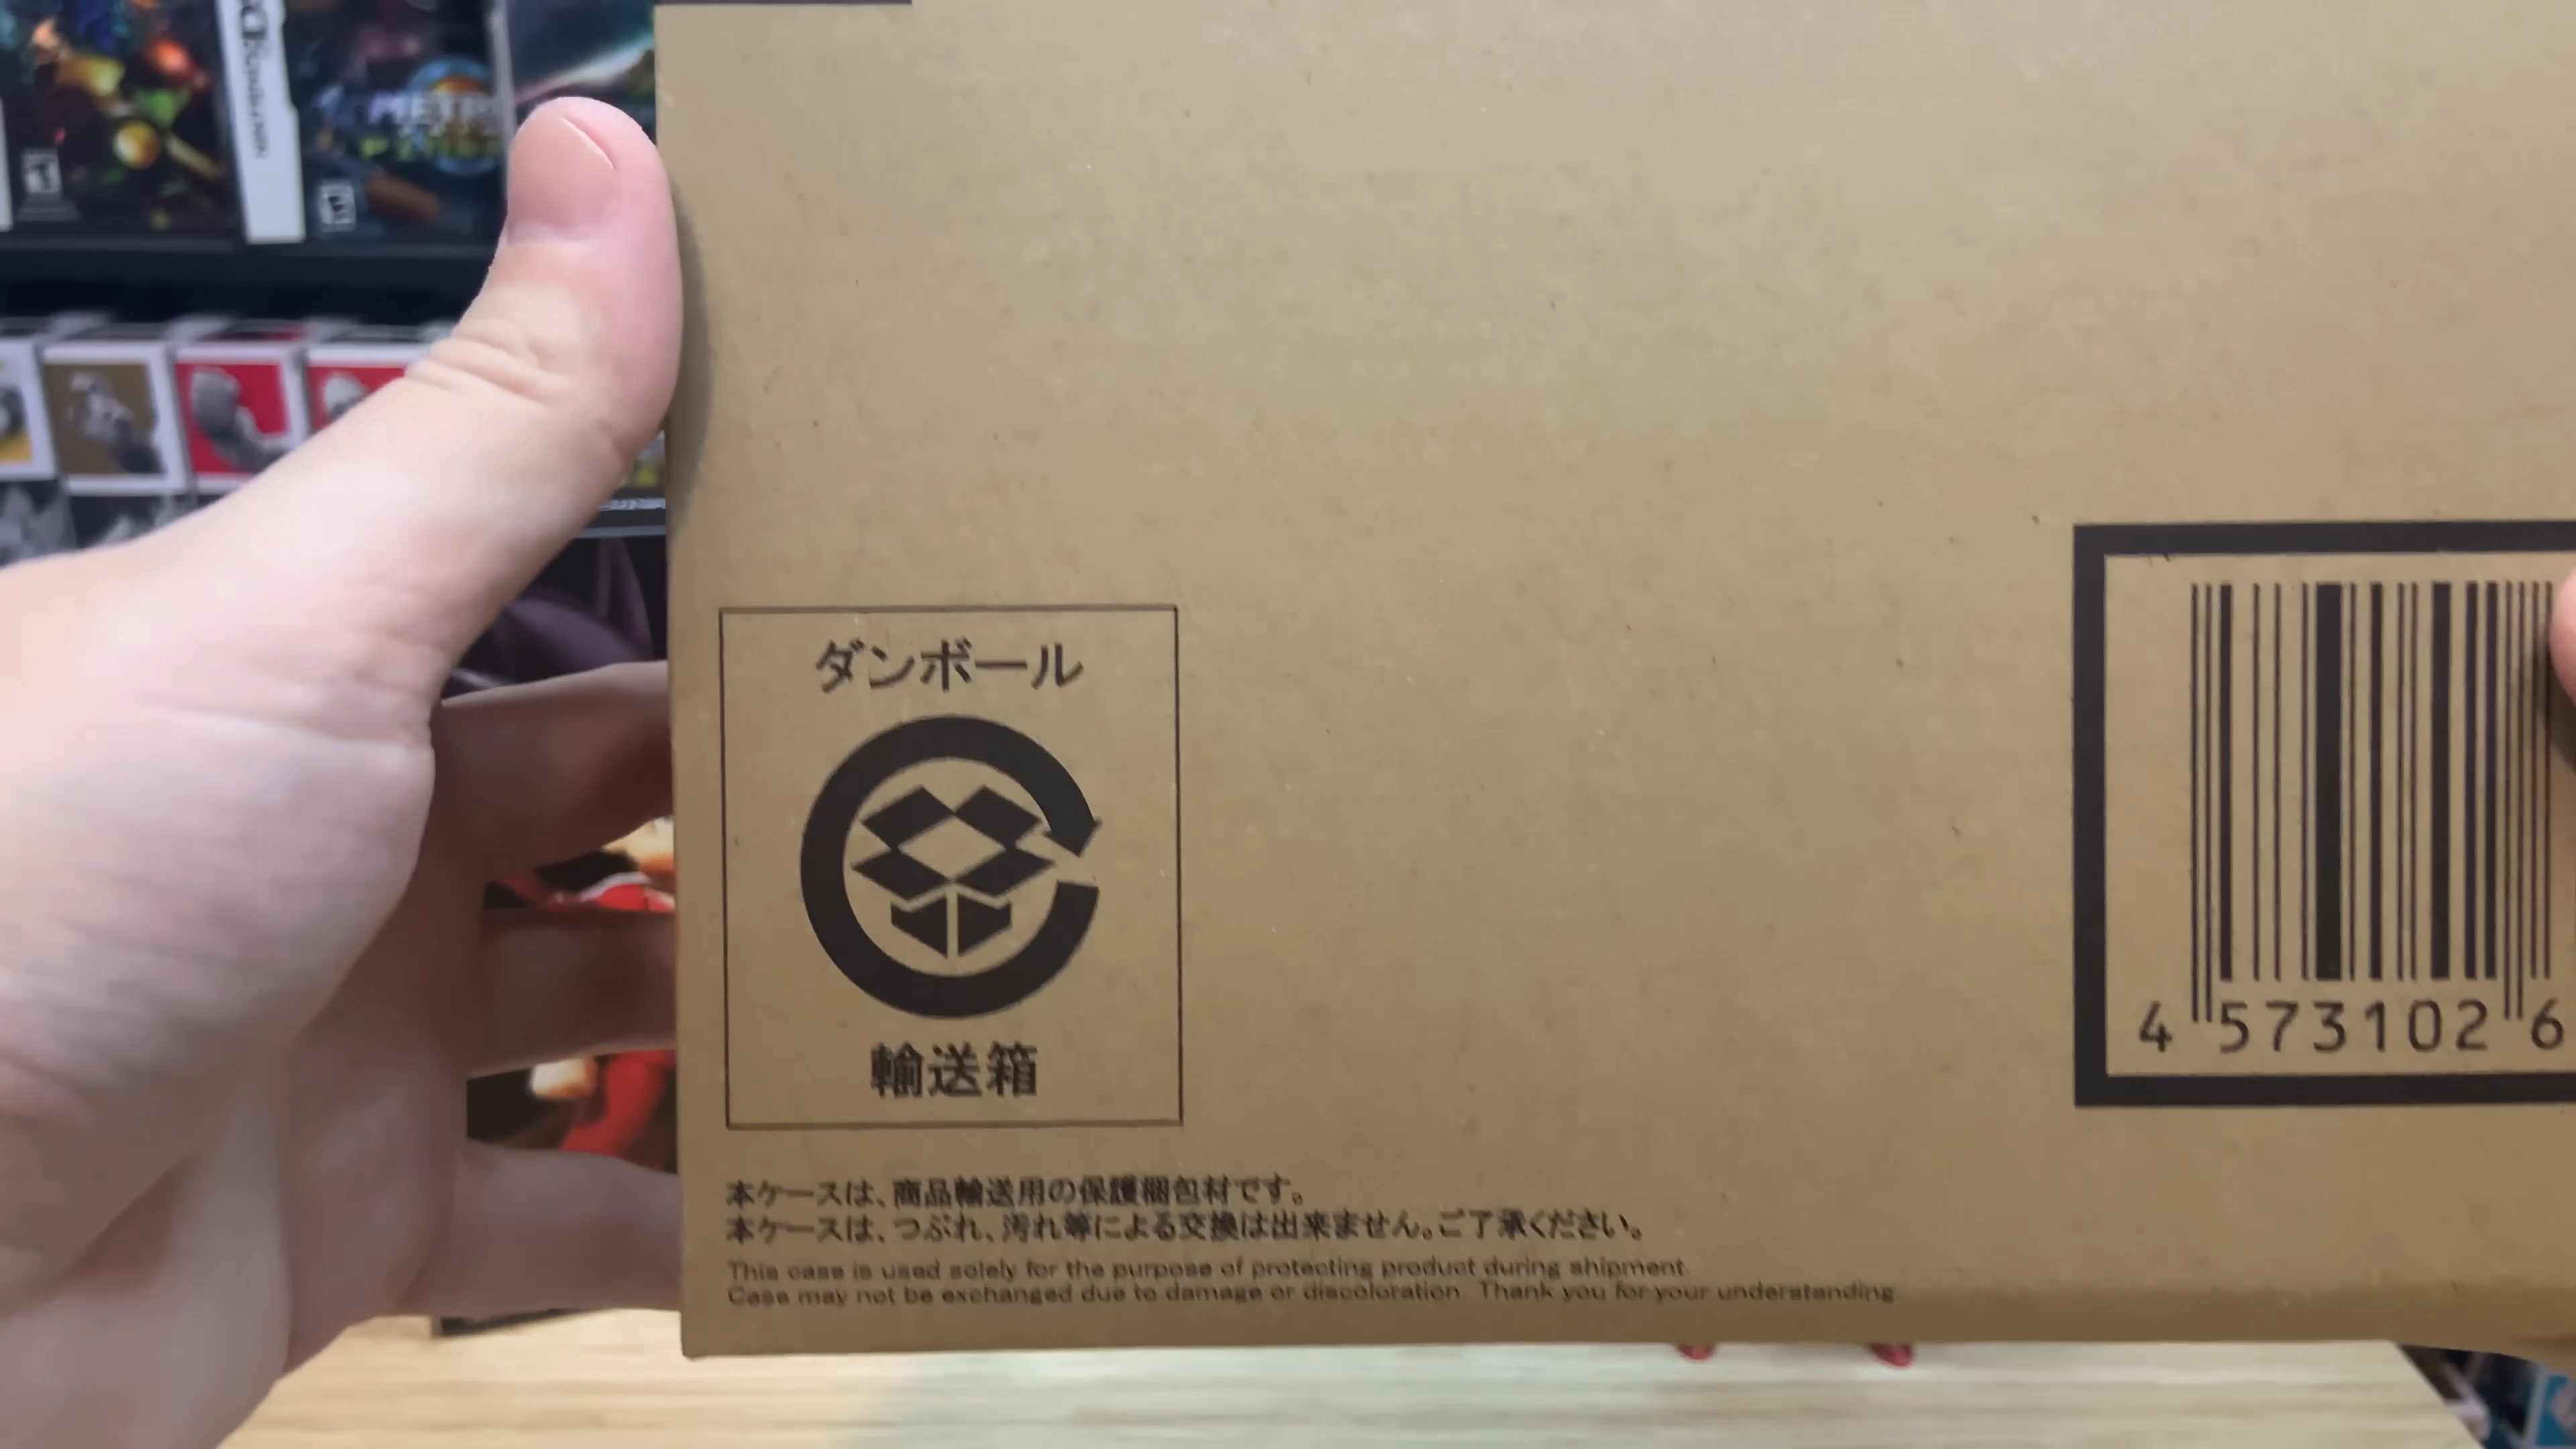 METR
T
E
ダンボール
輸送箱
4 573102 6
本ケースは、商品輸送用の保護梱包材です。
本ケースは、つぶれ、汚れ等による交換は出来ません。ご了承ください。
This case is used solely for the purpose of protecting product during shipment.
Case may not be exchanged due to damage or discoloration. Thank you for your understanding.